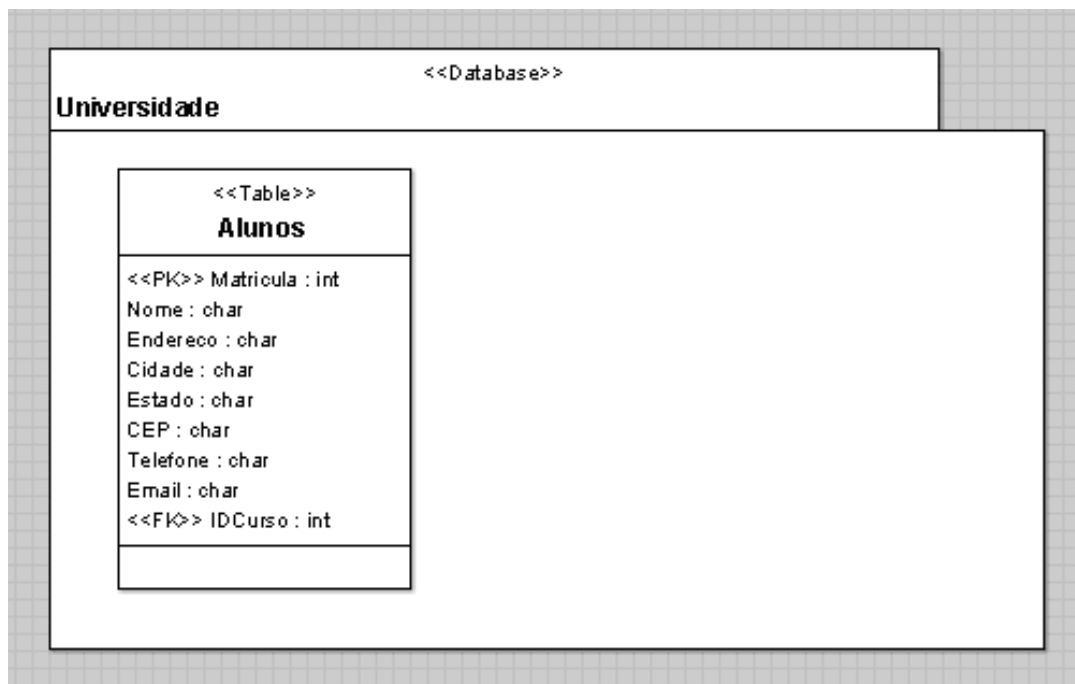 <<Database>>
Universidade
<<Table>>
Alunos
<<PK>> Matricula : int
Nome : char
Endereco : char
Cidade : char
Estado : char
CEP : char
Telefone : char
Email : char
<<FK>> IDCurso : int